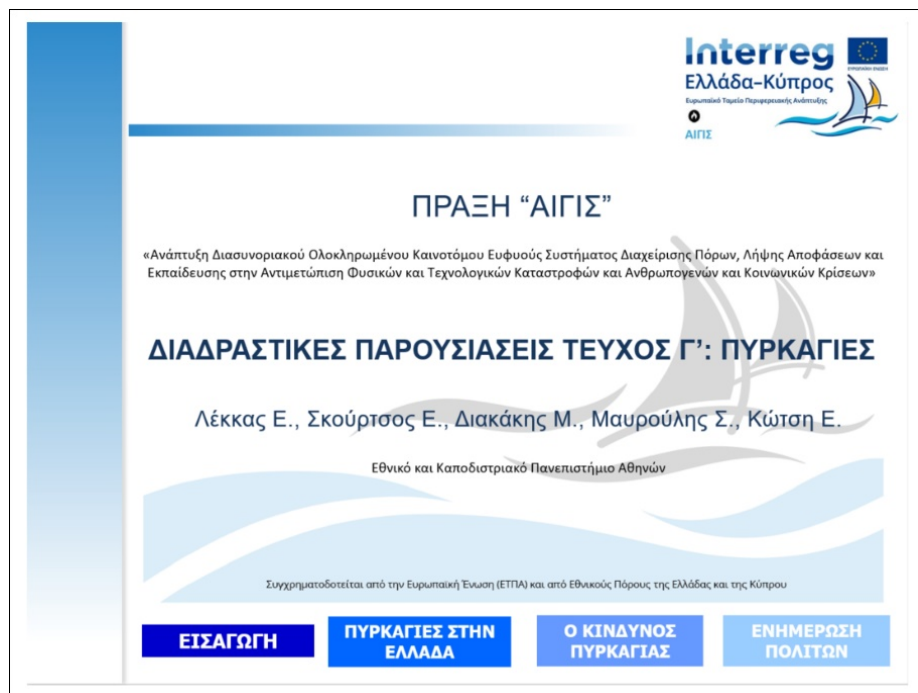 Interreg
ΕΥΡΩΠΑΪΚΗ ΕΝΩΣΗ
Ελλάδα-Κύπρος
Ευρωπαϊκό Ταμείο Περιφερειακής Ανάπτυξης
ΑΙΓΙΣ
ΠΡΑΞΗ “ΑΙΓΙΣ”
«Ανάπτυξη Διασυνοριακού Ολοκληρωμένου Καινοτόμου Ευφυούς Συστήματος Διαχείρισης Πόρων, Λήψης Αποφάσεων και
Εκπαίδευσης στην Αντιμετώπιση Φυσικών και Τεχνολογικών Καταστροφών και Ανθρωπογενών και Κοινωνικών Κρίσεων»
ΔΙΑΔΡΑΣΤΙΚΕΣ ΠΑΡΟΥΣΙΑΣΕΙΣ ΤΕΥΧΟΣ Γ’: ΠΥΡΚΑΓΙΕΣ
Λέκκας Ε., Σκούρτσος Ε., Διακάκης Μ., Μαυρούλης Σ., Κώτση Ε.
Εθνικό και Καποδιστριακό Πανεπιστήμιο Αθηνών
Συγχρηματοδοτείται από την Ευρωπαϊκή Ένωση (ΕΤΠΑ) και από Εθνικούς Πόρους της Ελλάδας και της Κύπρου
ΕΙΣΑΓΩΓΗ
ΠΥΡΚΑΓΙΕΣ ΣΤΗΝ
ΕΛΛΑΔΑ
Ο ΚΙΝΔΥΝΟΣ
ΠΥΡΚΑΓΙΑΣ
ΕΝΗΜΕΡΩΣΗ
ΠΟΛΙΤΩΝ